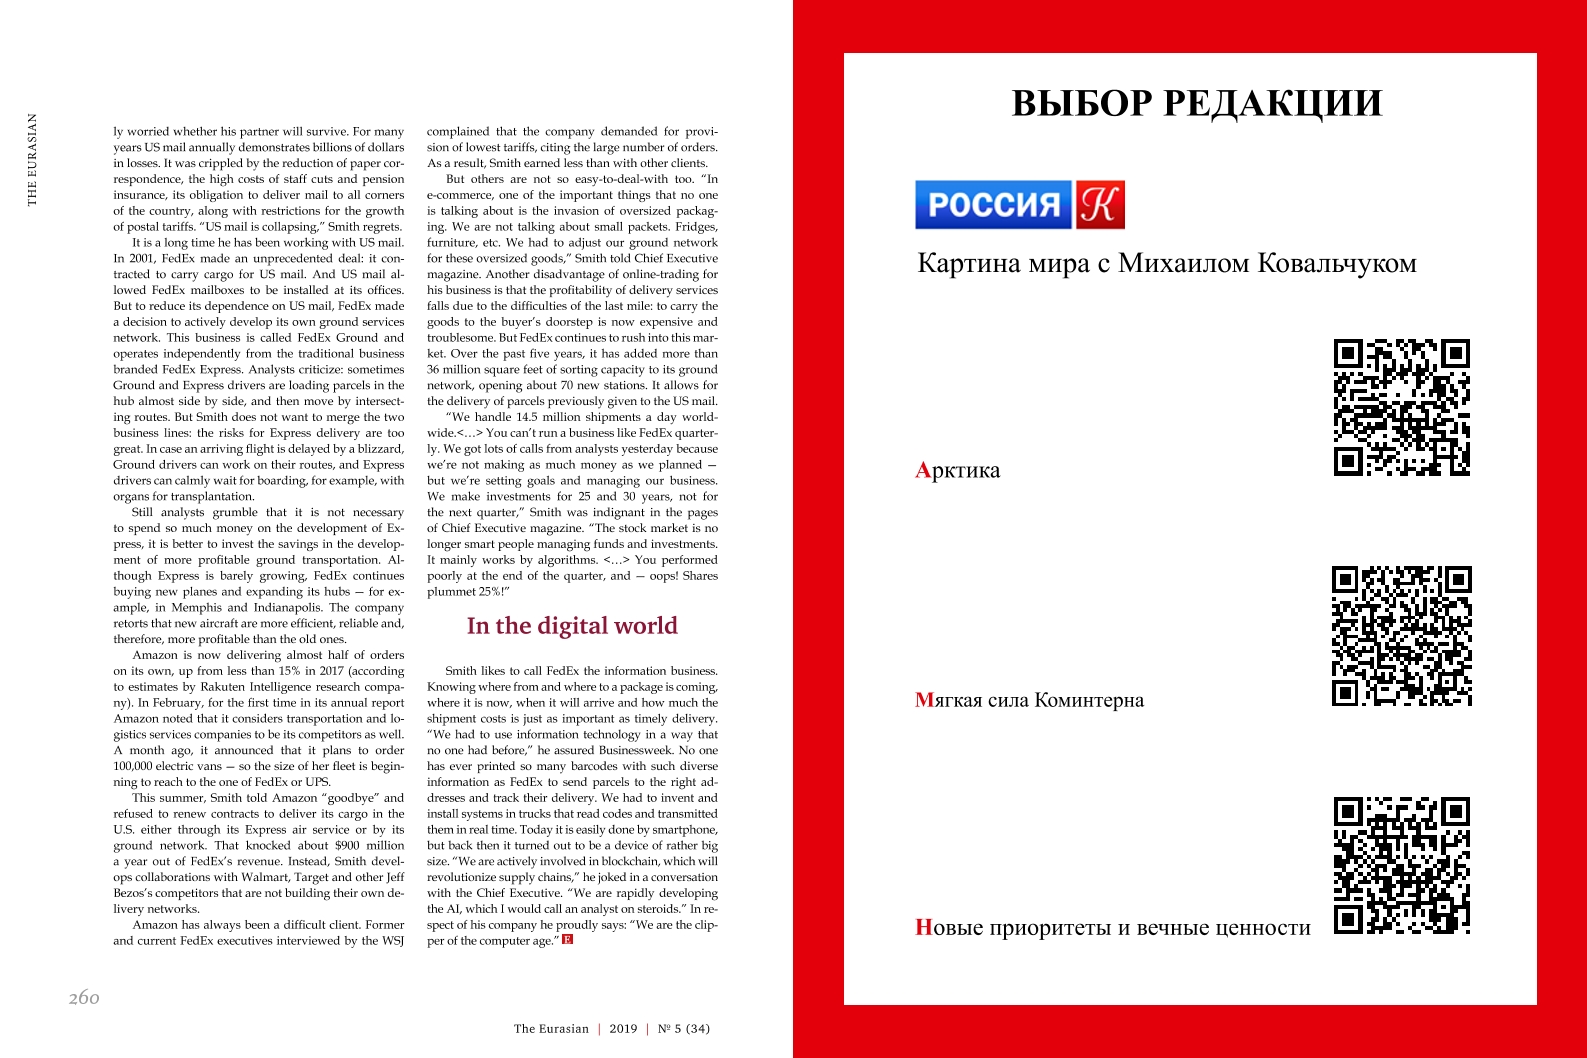 THE EURASIAN
ly worried whether his partner will survive. For many
years US mail annually demonstrates billions of dollars
in losses. It was crippled by the reduction of paper cor-
respondence, the high costs of staff cuts and pension
insurance, its obligation to deliver mail to all corners
of the country, along with restrictions for the growth
of postal tariffs. “US mail is collapsing,” Smith regrets.
It is a long time he has been working with US mail.
In 2001, FedEx made an unprecedented deal: it con-
tracted to carry cargo for US mail. And US mail al-
lowed FedEx mailboxes to be installed at its offices.
But to reduce its dependence on US mail, FedEx made
a decision to actively develop its own ground services
network. This business is called FedEx Ground and
operates independently from the traditional business
branded FedEx Express. Analysts criticize: sometimes
Ground and Express drivers are loading parcels in the
hub almost side by side, and then move by intersect-
ing routes. But Smith does not want to merge the two
business lines: the risks for Express delivery are too
great. In case an arriving flight is delayed by a blizzard,
Ground drivers can work on their routes, and Express
drivers can calmly wait for boarding, for example, with
organs for transplantation.
Still analysts grumble that it is not necessary
to spend so much money on the development of Ex-
press, it is better to invest the savings in the develop-
ment of more profitable ground transportation. Al-
though Express is barely growing, FedEx continues
buying new planes and expanding its hubs — for ex-
ample, in Memphis and Indianapolis. The company
retorts that new aircraft are more efficient, reliable and,
therefore, more profitable than the old ones.
Amazon is now delivering almost half of orders
on its own, up from less than 15% in 2017 (according
to estimates by Rakuten Intelligence research compa-
ny). In February, for the first time in its annual report
Amazon noted that it considers transportation and lo-
gistics services companies to be its competitors as well.
A month ago, it announced that it plans to order
100,000 electric vans — so the size of her fleet is begin-
ning to reach to the one of FedEx or UPS.
This summer, Smith told Amazon “goodbye” and
refused to renew contracts to deliver its cargo in the
U.S. either through its Express air service or by its
ground network. That knocked about $900 million
a year out of FedEx’s revenue. Instead, Smith devel-
ops collaborations with Walmart, Target and other Jeff
Bezos’s competitors that are not building their own de-
livery networks.
Amazon has always been a difficult client. Former
and current FedEx executives interviewed by the WSJ
complained that the company demanded for provi-
sion of lowest tariffs, citing the large number of orders.
As a result, Smith earned less than with other clients.
But others are not so easy-to-deal-with too. “In
e-commerce, one of the important things that no one
is talking about is the invasion of oversized packag-
ing. We are not talking about small packets. Fridges,
furniture, etc. We had to adjust our ground network
for these oversized goods,” Smith told Chief Executive
magazine. Another disadvantage of online-trading for
his business is that the profitability of delivery services
falls due to the difficulties of the last mile: to carry the
goods to the buyer’s doorstep is now expensive and
troublesome. But FedEx continues to rush into this mar-
ket. Over the past five years, it has added more than
36 million square feet of sorting capacity to its ground
network, opening about 70 new stations. It allows for
the delivery of parcels previously given to the US mail.
“We handle 14.5 million shipments a day world-
wide.<…> You can’t run a business like FedEx quarter-
ly. We got lots of calls from analysts yesterday because
we’re not making as much money as we planned —
but we’re setting goals and managing our business.
We make investments for 25 and 30 years, not for
the next quarter,” Smith was indignant in the pages
of Chief Executive magazine. “The stock market is no
longer smart people managing funds and investments.
It mainly works by algorithms. <…> You performed
poorly at the end of the quarter, and — oops! Shares
plummet 25%!”
In the digital world
Smith likes to call FedEx the information business.
Knowing where from and where to a package is coming,
where it is now, when it will arrive and how much the
shipment costs is just as important as timely delivery.
“We had to use information technology in a way that
no one had before,” he assured Businessweek. No one
has ever printed so many barcodes with such diverse
information as FedEx to send parcels to the right ad-
dresses and track their delivery. We had to invent and
install systems in trucks that read codes and transmitted
them in real time. Today it is easily done by smartphone,
but back then it turned out to be a device of rather big
size. “We are actively involved in blockchain, which will
revolutionize supply chains,” he joked in a conversation
with the Chief Executive. “We are rapidly developing
the AI, which I would call an analyst on steroids.” In re-
spect of his company he proudly says: “We are the clip-
per of the computer age.” E
260
The Eurasian | 2019 | № 5 (34)
ВЫБОР РЕДАКЦИИ
РОССИЯ К
Картина мира с Михаилом Ковальчуком
Арктика
Мягкая сила Коминтерна
Новые приоритеты и вечные ценности